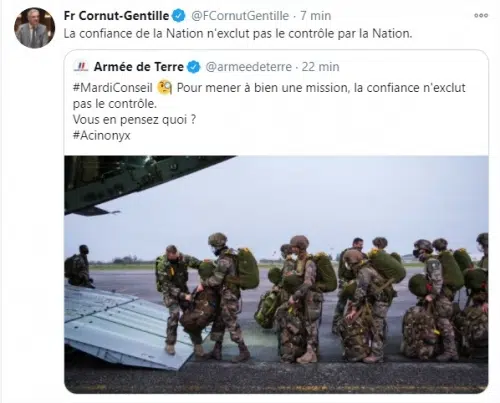 Fr Cornut-Gentille @FCornutGentille · 7 min
La confiance de la Nation n'exclut pas le contrôle par la Nation.
Armée de Terre @armeedeterre · 22 min
#MardiConseil 🧐 Pour mener à bien une mission, la confiance n'exclut
pas le contrôle.
Vous en pensez quoi ?
#Acinonyx